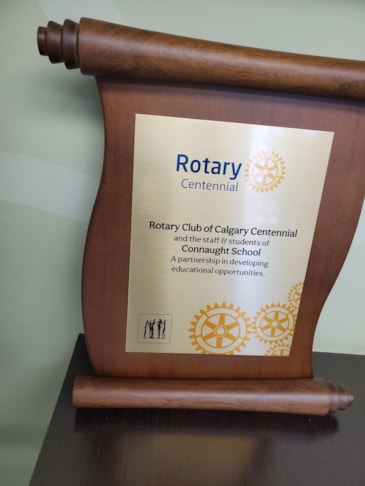 Rotary
Centennial
Rotary Club of Calgary Centennial
and the staff & students of
Connaught School
A partnership in developing
educational opportunities.